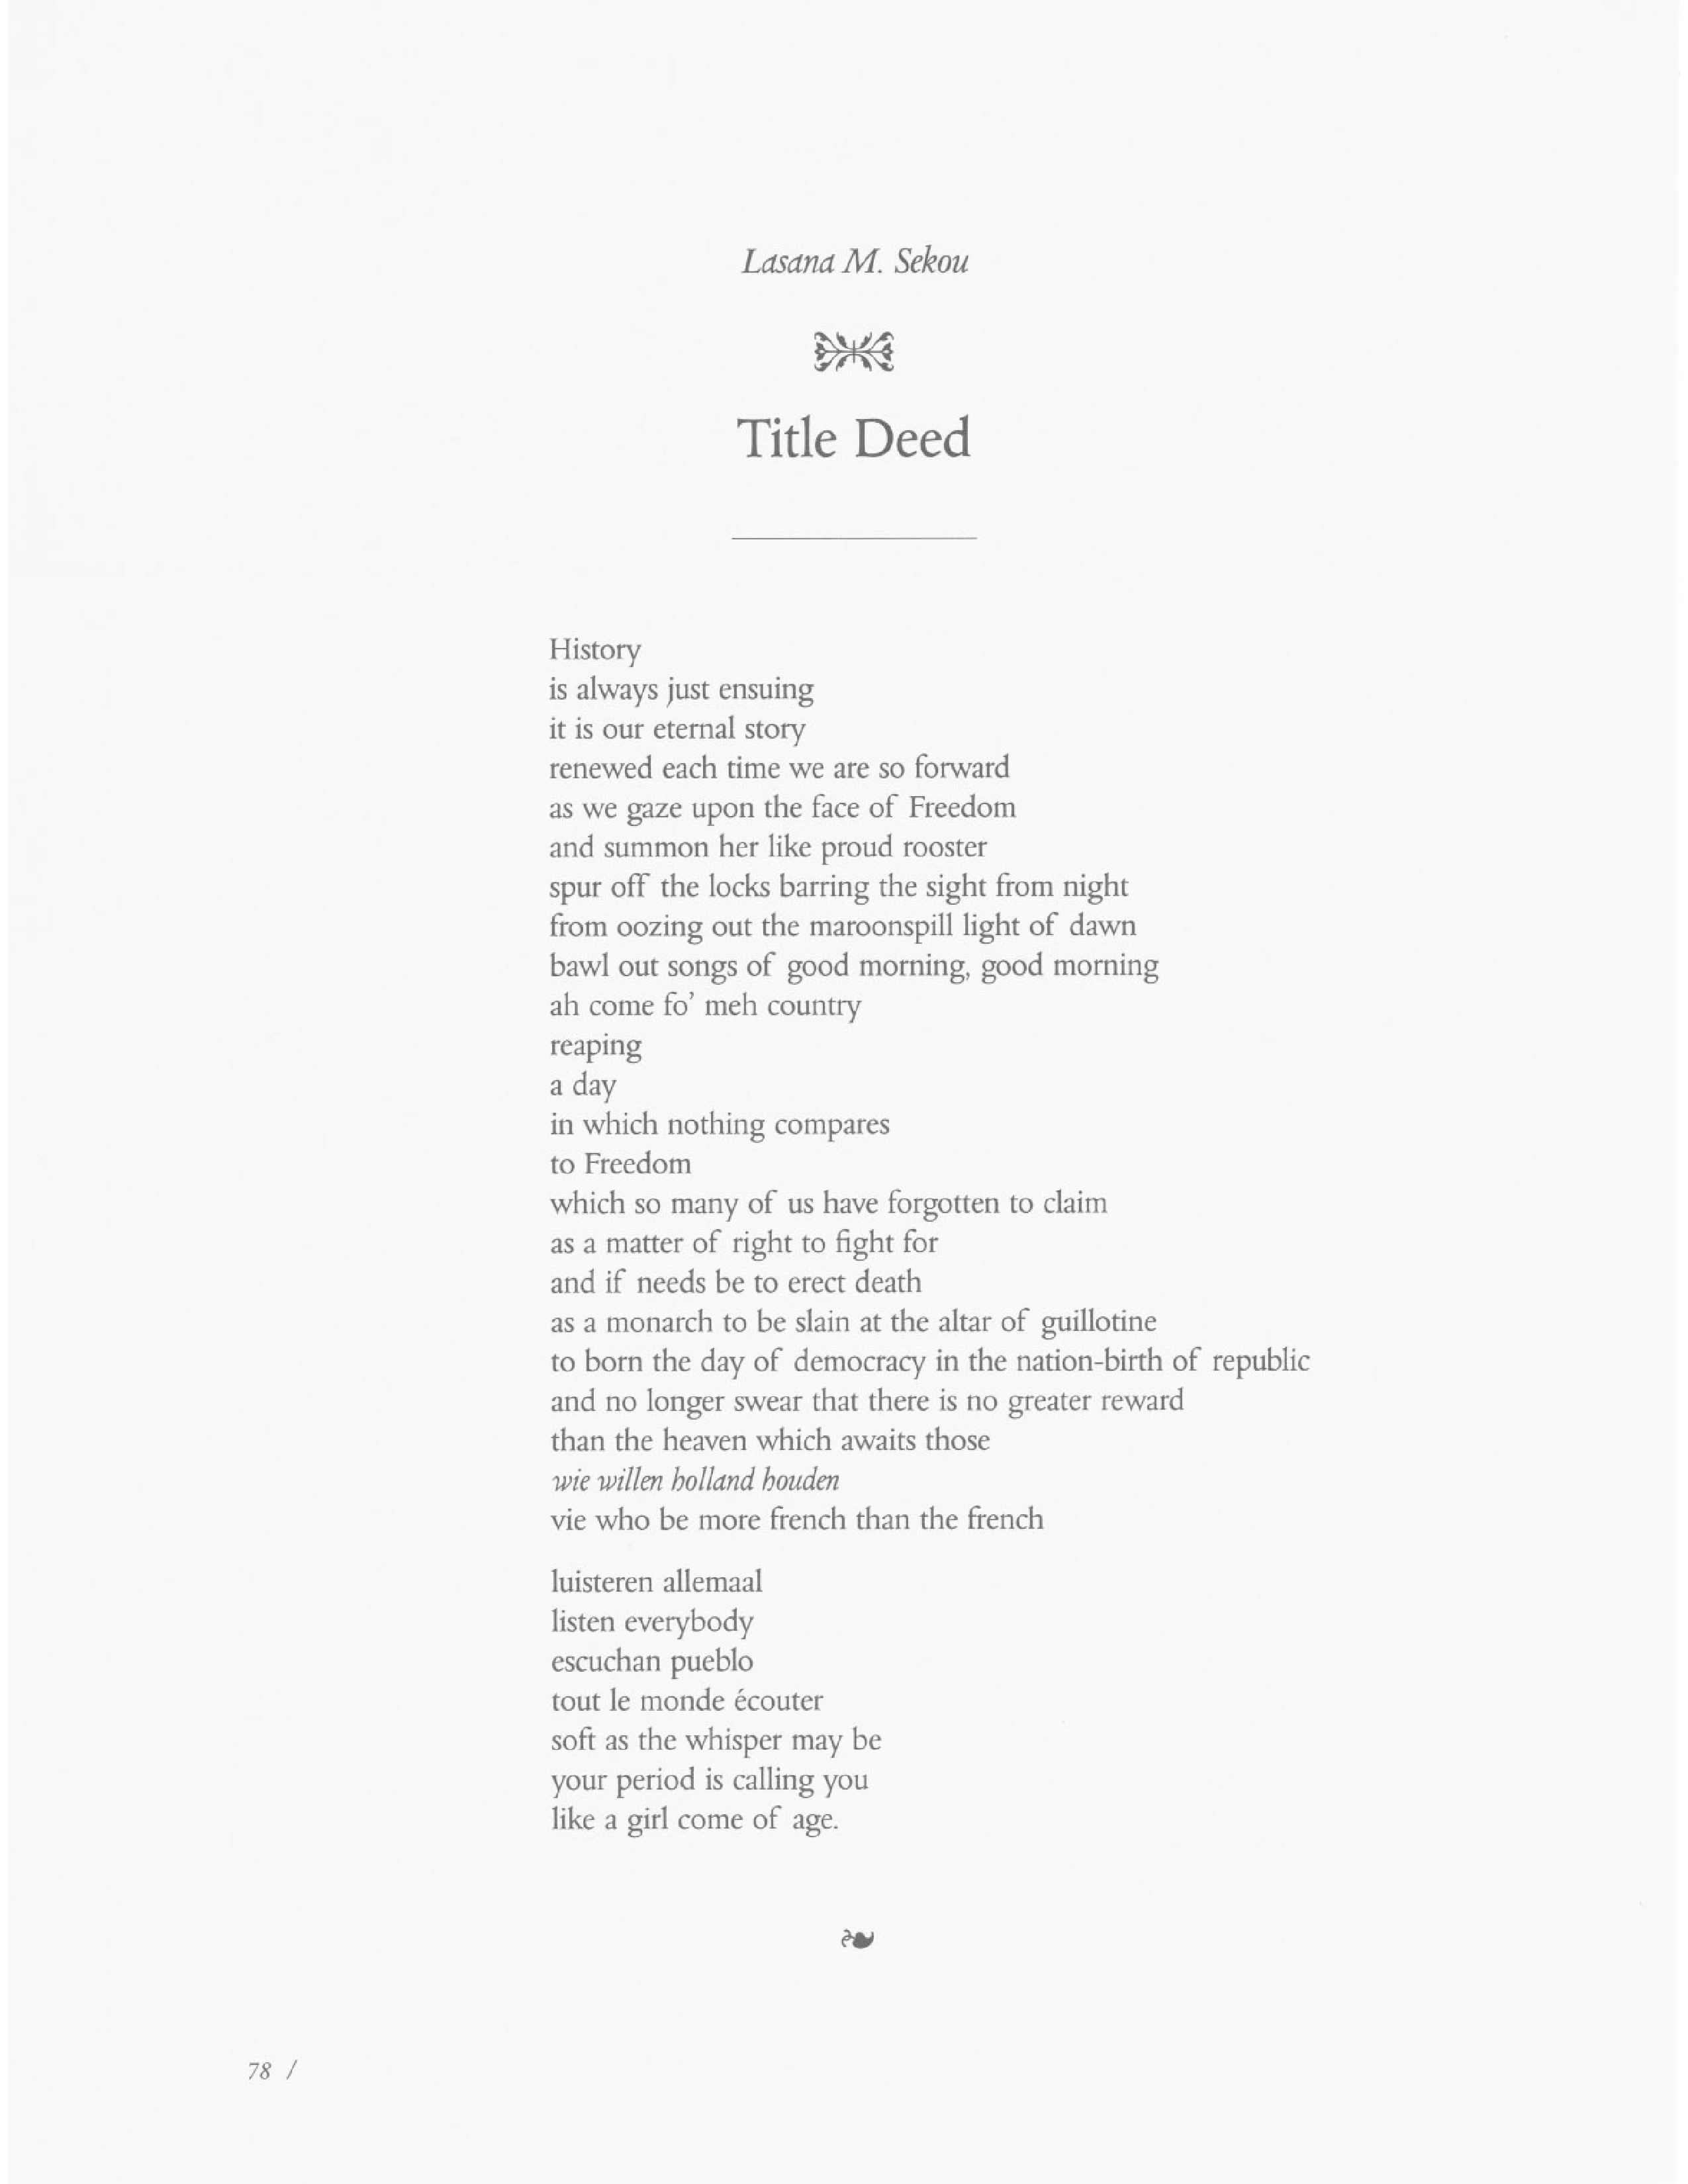 Lasana M. Sekou
Title Deed
History
is always just ensuing
it is our eternal story
renewed each time we are so forward
as we gaze upon the face of Freedom
and summon her like proud rooster
spur off the locks barring the sight from night
from oozing out the maroonspill light of dawn
bawl out songs of good morning, good morning
ah come fo’ meh country
reaping
a day
in which nothing compares
to Freedom
which so many of us have forgotten to claim
as a matter of right to fight for
and if needs be to erect death
as a monarch to be slain at the altar of guillotine
to born the day of democracy in the nation-birth of republic
and no longer swear that there is no greater reward
than the heaven which awaits those
wie willen holland houden
vie who be more french than the french
luisteren allemaal
listen everybody
escuchan pueblo
tout le monde écouter
soft as the whisper may be
your period is calling you
like a girl come of age.
78 /